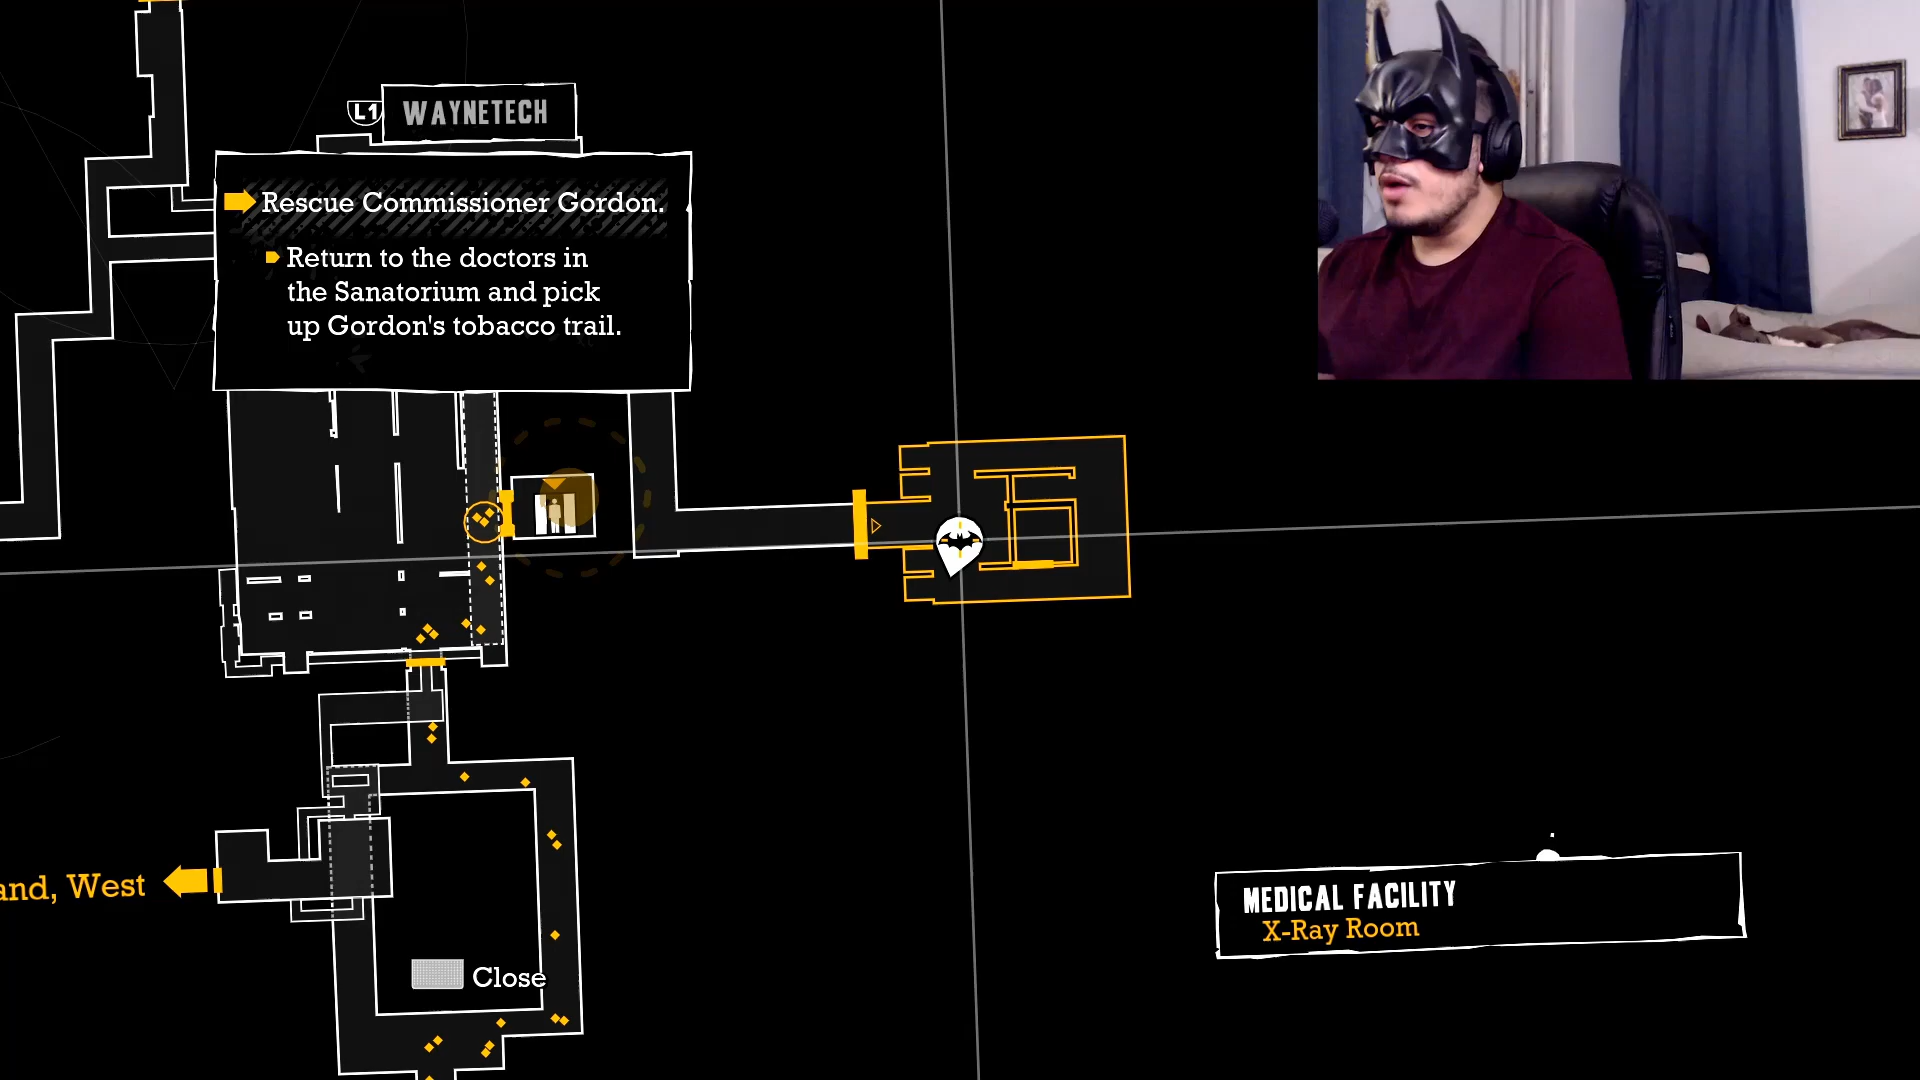 L1 WAYNETECH
Rescue Commissioner Gordon.
Return to the doctors in
the Sanatorium and pick
up Gordon's tobacco trail.
and, West
Close
MEDICAL FACILITY
X-Ray Room